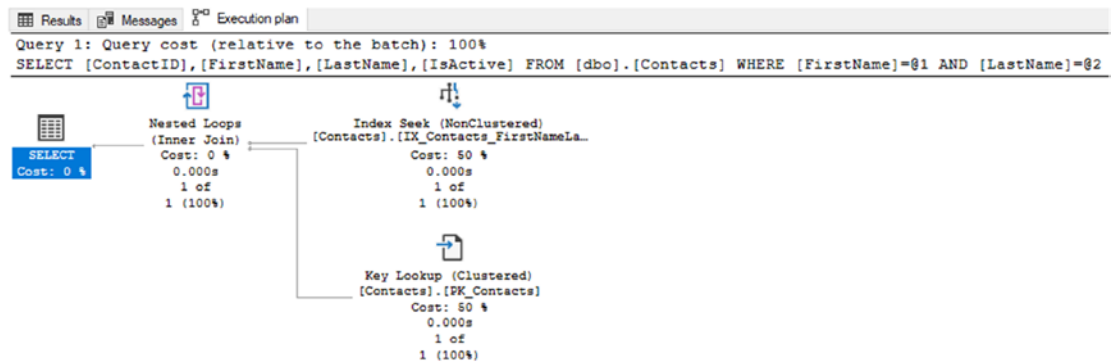 Results Messages Execution plan
Query 1: Query cost (relative to the batch): 100%
SELECT [ContactID],[FirstName],[LastName],[IsActive] FROM [dbo].[Contacts] WHERE [FirstName]=@1 AND [LastName]=@2
SELECT
Cost: 0 %
Nested Loops
(Inner Join)
Cost: 0 %
0.000s
1 of
1 (100%)
Index Seek (NonClustered)
[Contacts].[IX_Contacts_FirstNameLa…
Cost: 50 %
0.000s
1 of
1 (100%)
Key Lookup (Clustered)
[Contacts].[PK_Contacts]
Cost: 50 %
0.000s
1 of
1 (100%)